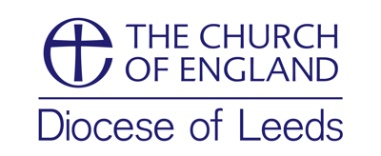 THE CHURCH
OF ENGLAND
Diocese of Leeds